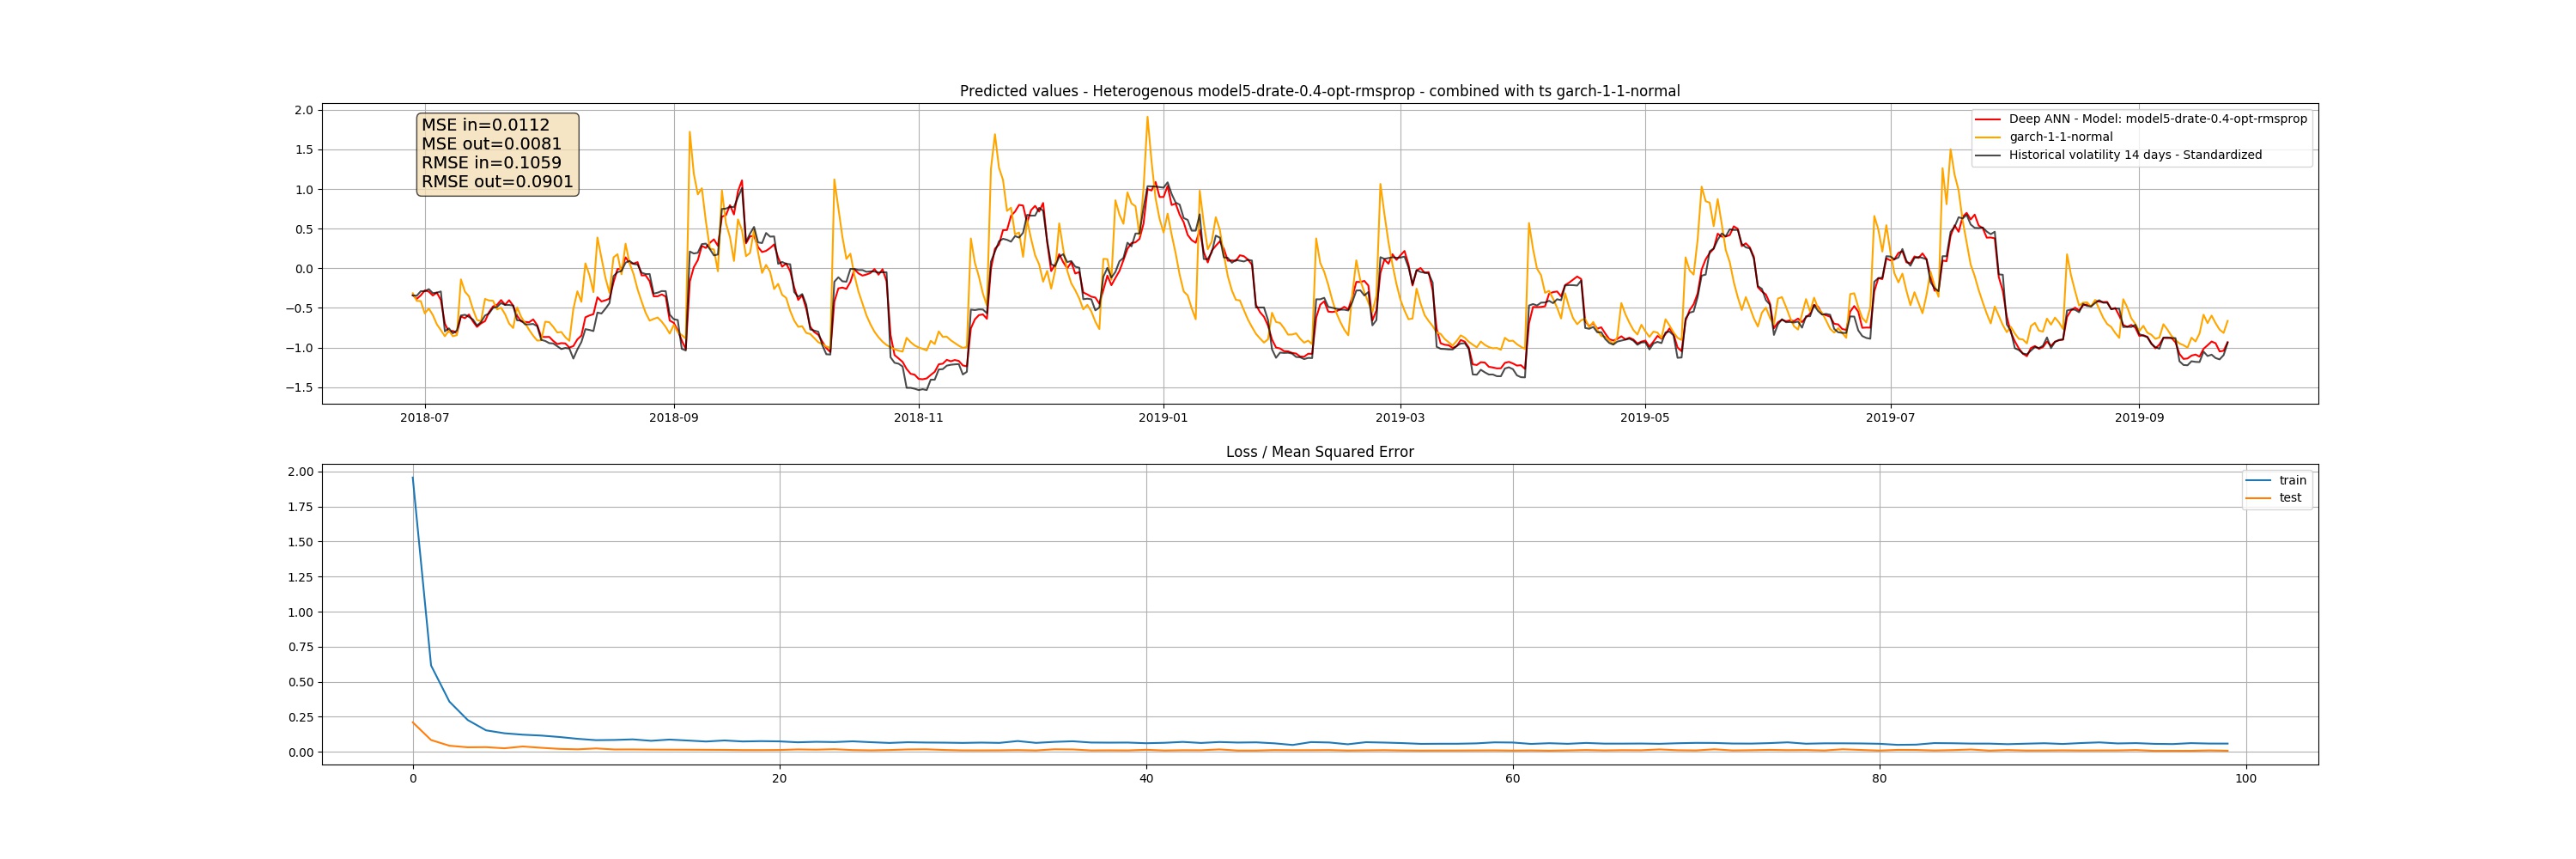 Predicted values - Heterogenous model5-drate-0.4-opt-rmsprop - combined with ts garch-1-1-normal
2.0
1.5
1.0
0.5
0.0
−0.5
−1.0
−1.5
MSE in=0.0112
MSE out=0.0081
RMSE in=0.1059
RMSE out=0.0901
Deep ANN - Model: model5-drate-0.4-opt-rmsprop
garch-1-1-normal
Historical volatility 14 days - Standardized
2018-07 2018-09 2018-11 2019-01 2019-03 2019-05 2019-07 2019-09
Loss / Mean Squared Error
2.00
1.75
1.50
1.25
1.00
0.75
0.50
0.25
0.00
train
test
0 20 40 60 80 100